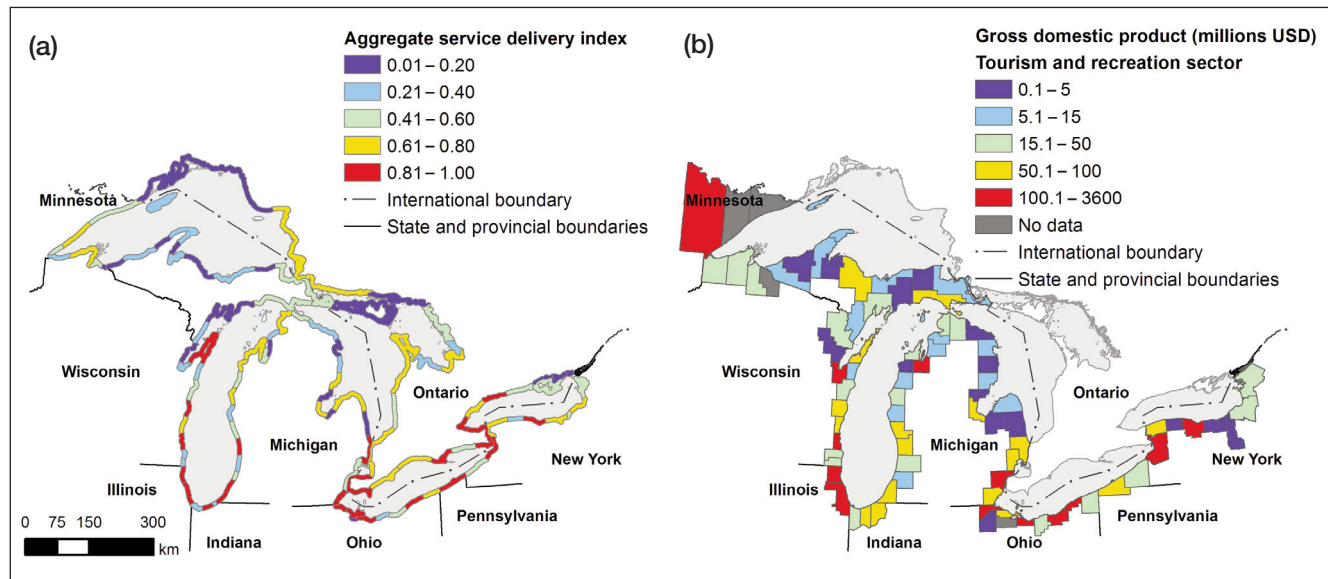 (a)
Aggregate service delivery index
0.01 – 0.20
0.21 – 0.40
0.41 – 0.60
0.61 – 0.80
0.81 – 1.00
International boundary
State and provincial boundaries
Minnesota
Wisconsin
Ontario
Michigan
New York
Illinois
Pennsylvania
Indiana
Ohio
0 75 150 300
km
(b)
Gross domestic product (millions USD)
Tourism and recreation sector
0.1 – 5
5.1 – 15
15.1 – 50
50.1 – 100
100.1 – 3600
No data
International boundary
State and provincial boundaries
Minnesota
Wisconsin
Ontario
Michigan
New York
Illinois
Pennsylvania
Indiana
Ohio